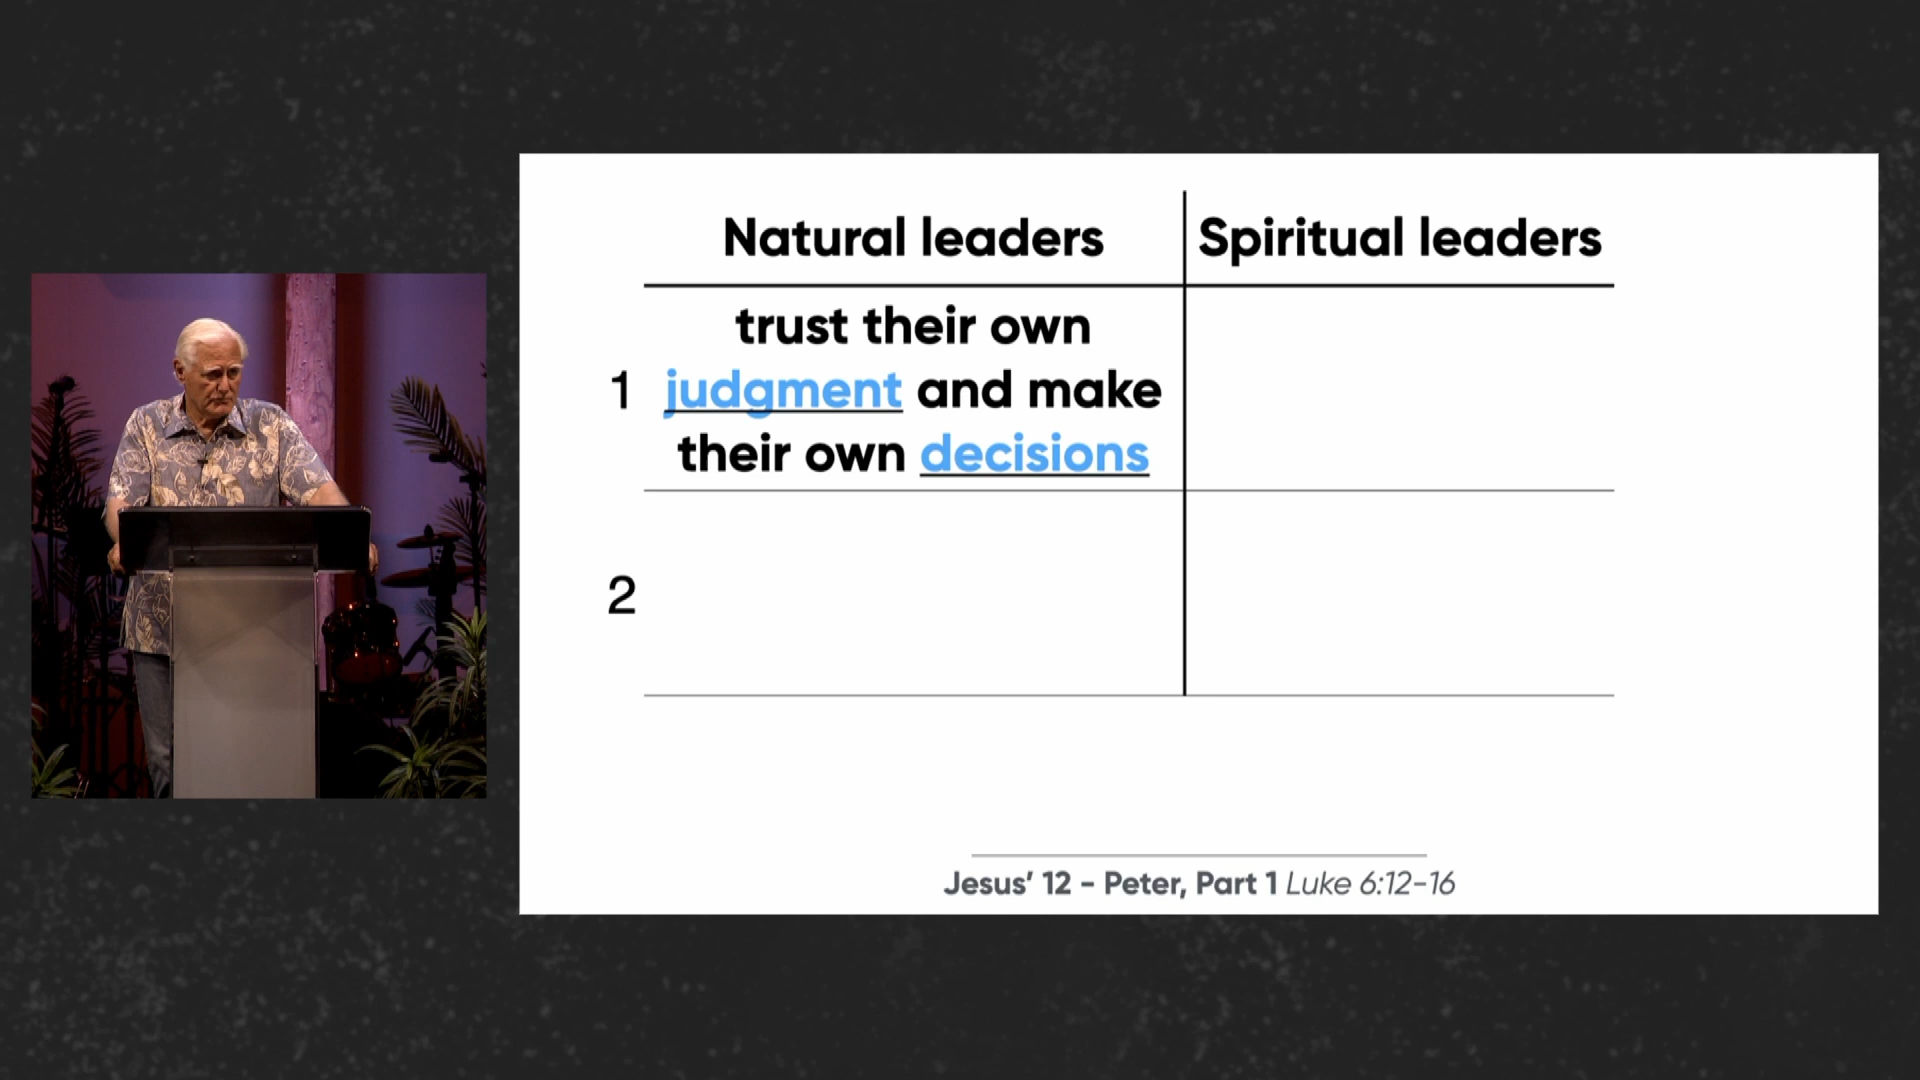 Natural leaders
Spiritual leaders
1
trust their own
judgment and make
their own decisions
2
Jesus’ 12 – Peter, Part 1 Luke 6:12–16